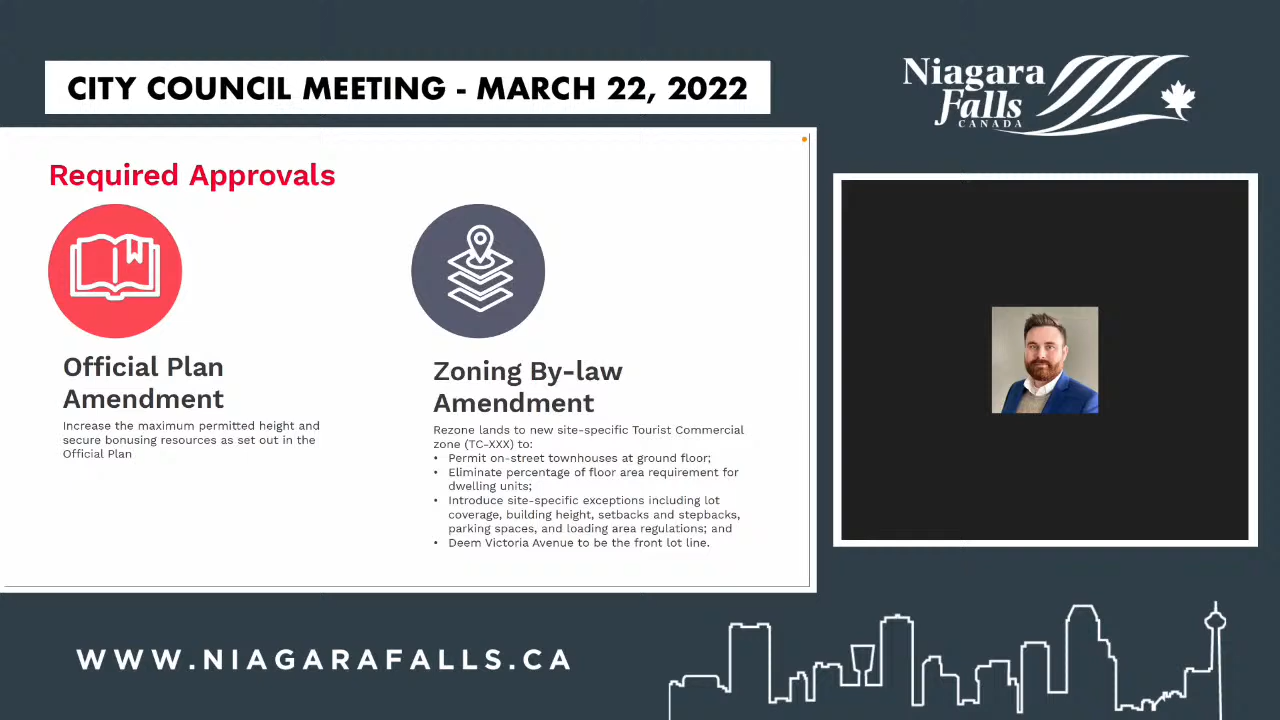 CITY COUNCIL MEETING - MARCH 22, 2022
Niagara
Falls
CANADA
Required Approvals
Official Plan
Amendment
Increase the maximum permitted height and
secure bonusing resources as set out in the
Official Plan
Zoning By-law
Amendment
Rezone lands to new site-specific Tourist Commercial
zone (TC-XXX) to:
• Permit on-street townhouses at ground floor;
• Eliminate percentage of floor area requirement for
dwelling units;
• Introduce site-specific exceptions including lot
coverage, building height, setbacks and stepbacks,
parking spaces, and loading area regulations; and
• Deem Victoria Avenue to be the front lot line.
WWW.NIAGARAFALLS.CA